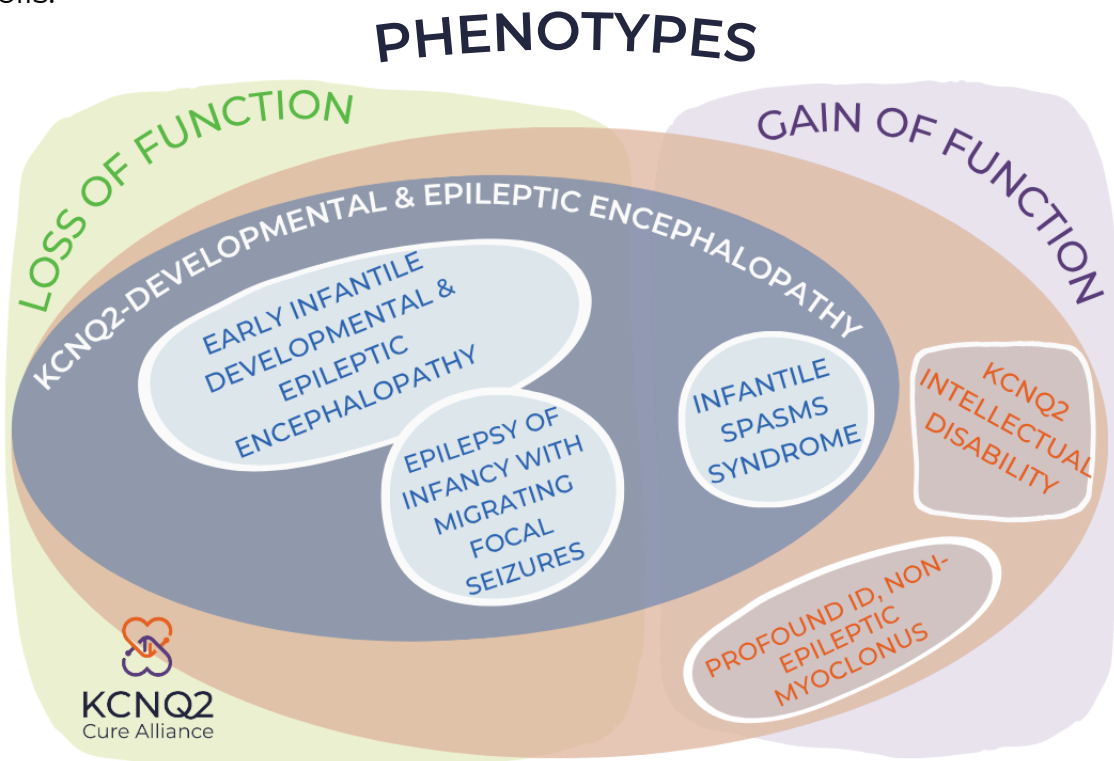 PHENOTYPES
LOSS OF FUNCTION
GAIN OF FUNCTION
KCNQ2-DEVELOPMENTAL & EPILEPTIC ENCEPHALOPATHY
EARLY INFANTILE
DEVELOPMENTAL &
EPILEPTIC
ENCEPHALOPATHY
EPILEPSY OF
INFANCY WITH
MIGRATING
FOCAL
SEIZURES
INFANTILE
SPASMS
SYNDROME
KCNQ2
INTELLECTUAL
DISABILITY
PROFOUND ID, NON-
EPILEPTIC
MYOCLONUS
KCNQ2
Cure Alliance